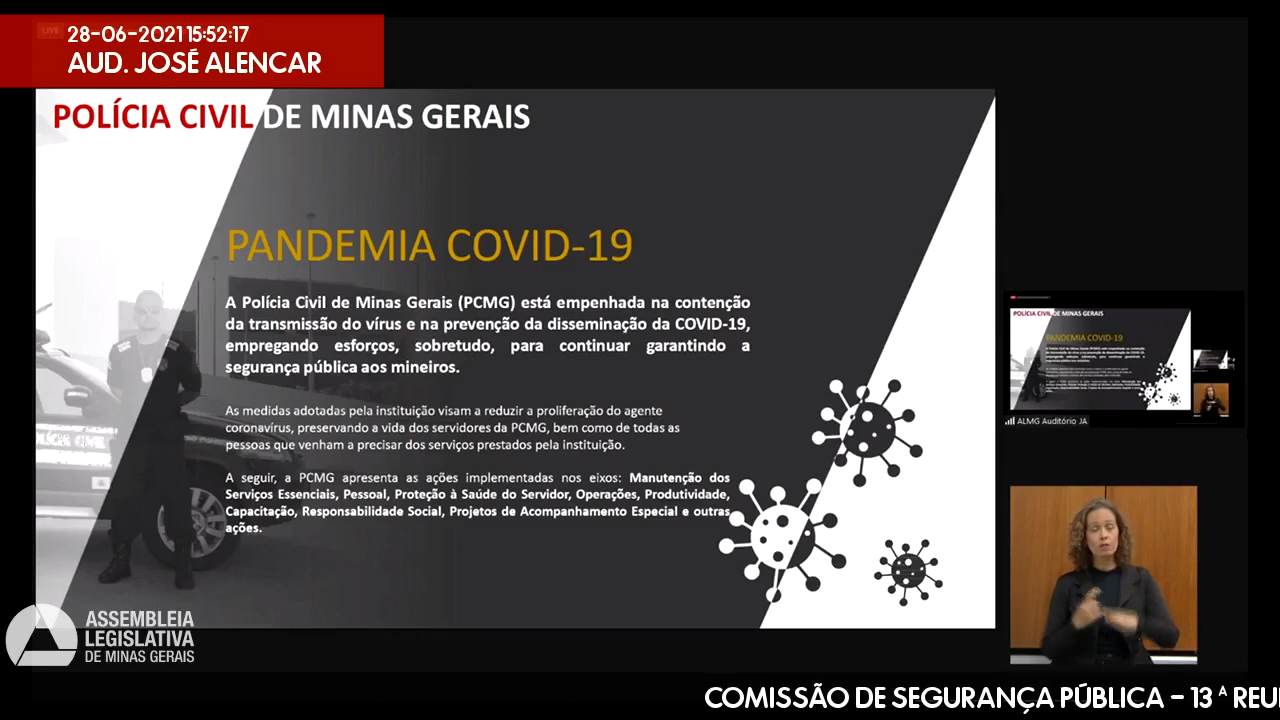 LIVE
28-06-2021 15:52:17
AUD. JOSÉ ALENCAR
POLÍCIA CIVIL DE MINAS GERAIS
PANDEMIA COVID-19
A Polícia Civil de Minas Gerais (PCMG) está empenhada na contenção
da transmissão do vírus e na prevenção da disseminação da COVID-19,
empregando esforços, sobretudo, para continuar garantindo a
segurança pública aos mineiros.
As medidas adotadas pela instituição visam a reduzir a proliferação do agente
coronavírus, preservando a vida dos servidores da PCMG, bem como de todas as
pessoas que venham a precisar dos serviços prestados pela instituição.
A seguir, a PCMG apresenta as ações implementadas nos eixos: Manutenção dos
Serviços Essenciais, Pessoal, Proteção à Saúde do Servidor, Operações, Produtividade,
Capacitação, Responsabilidade Social, Projetos de Acompanhamento Especial e outras
ações.
POLÍCIA CIVIL DE MINAS GERAIS
PANDEMIA COVID-19
ALMG Auditório JA
ASSEMBLEIA
LEGISLATIVA
DE MINAS GERAIS
COMISSÃO DE SEGURANÇA PÚBLICA - 13 ª REU